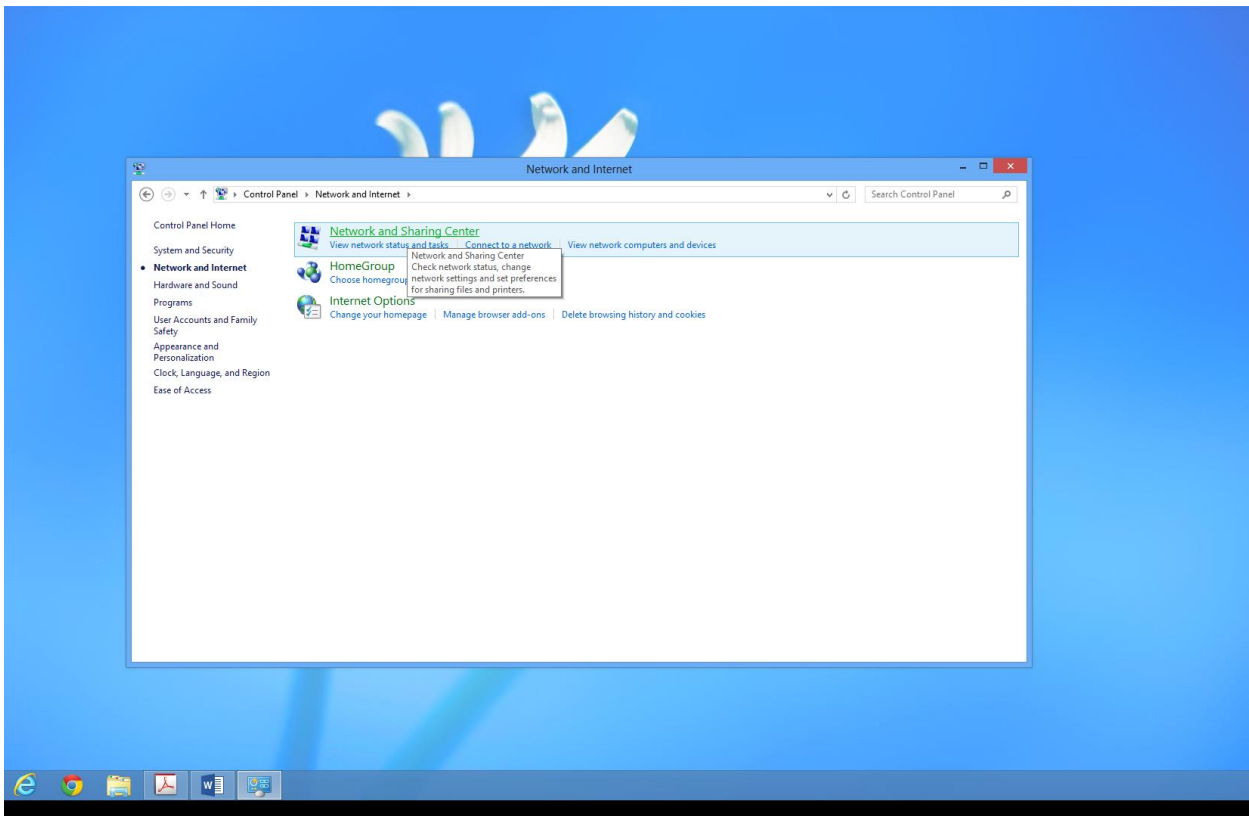 Network and Internet
Control Panel Network and Internet
Search Control Panel
Control Panel Home
System and Security
Network and Internet
Hardware and Sound
Programs
User Accounts and Family
Safety
Appearance and
Personalization
Clock, Language, and Region
Ease of Access
Network and Sharing Center
View network status and tasks Connect to a network View network computers and devices
Network and Sharing Center
Check network status, change
network settings and set preferences
for sharing files and printers.
HomeGroup
Choose homegroup
Internet Options
Change your homepage Manage browser add-ons Delete browsing history and cookies